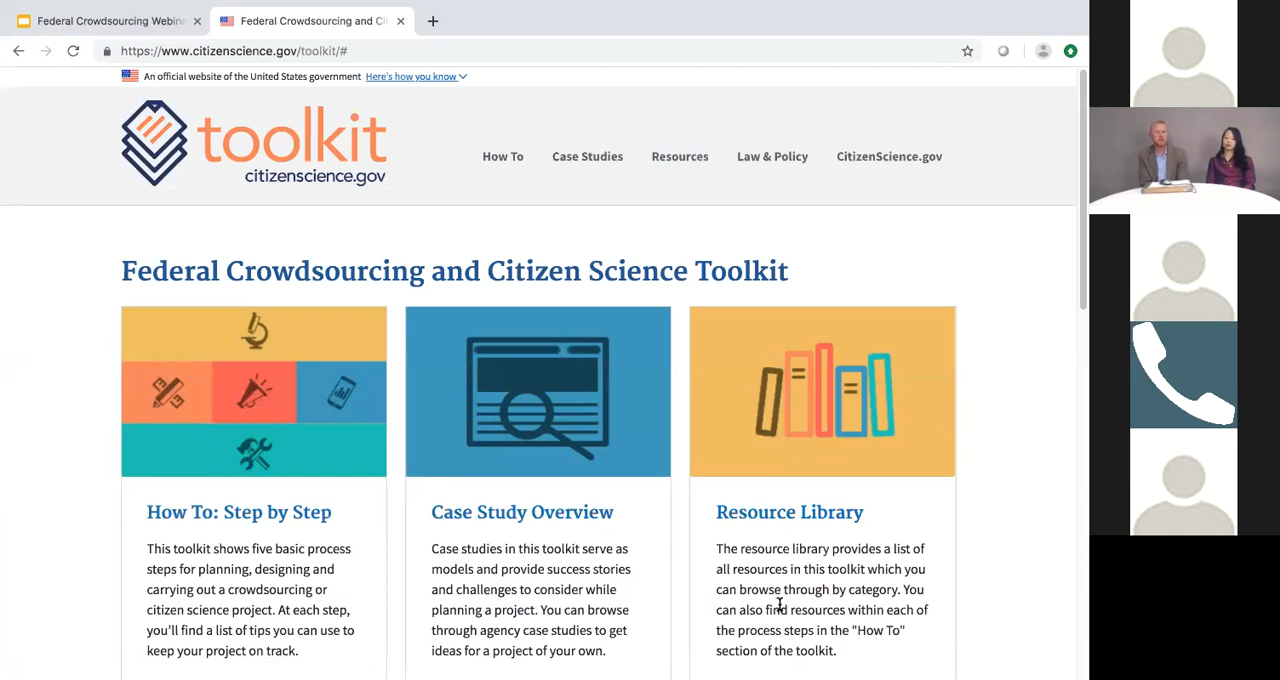 Federal Crowdsourcing Webina
Federal Crowdsourcing and Ci
https://www.citizenscience.gov/toolkit/#
An official website of the United States government Here's how you know
toolkit
citizenscience.gov
How To Case Studies Resources Law & Policy CitizenScience.gov
Federal Crowdsourcing and Citizen Science Toolkit
How To: Step by Step
This toolkit shows five basic process
steps for planning, designing and
carrying out a crowdsourcing or
citizen science project. At each step,
you'll find a list of tips you can use to
keep your project on track.
Case Study Overview
Case studies in this toolkit serve as
models and provide success stories
and challenges to consider while
planning a project. You can browse
through agency case studies to get
ideas for a project of your own.
Resource Library
The resource library provides a list of
all resources in this toolkit which you
can browse through by category. You
can also find resources within each of
the process steps in the "How To"
section of the toolkit.